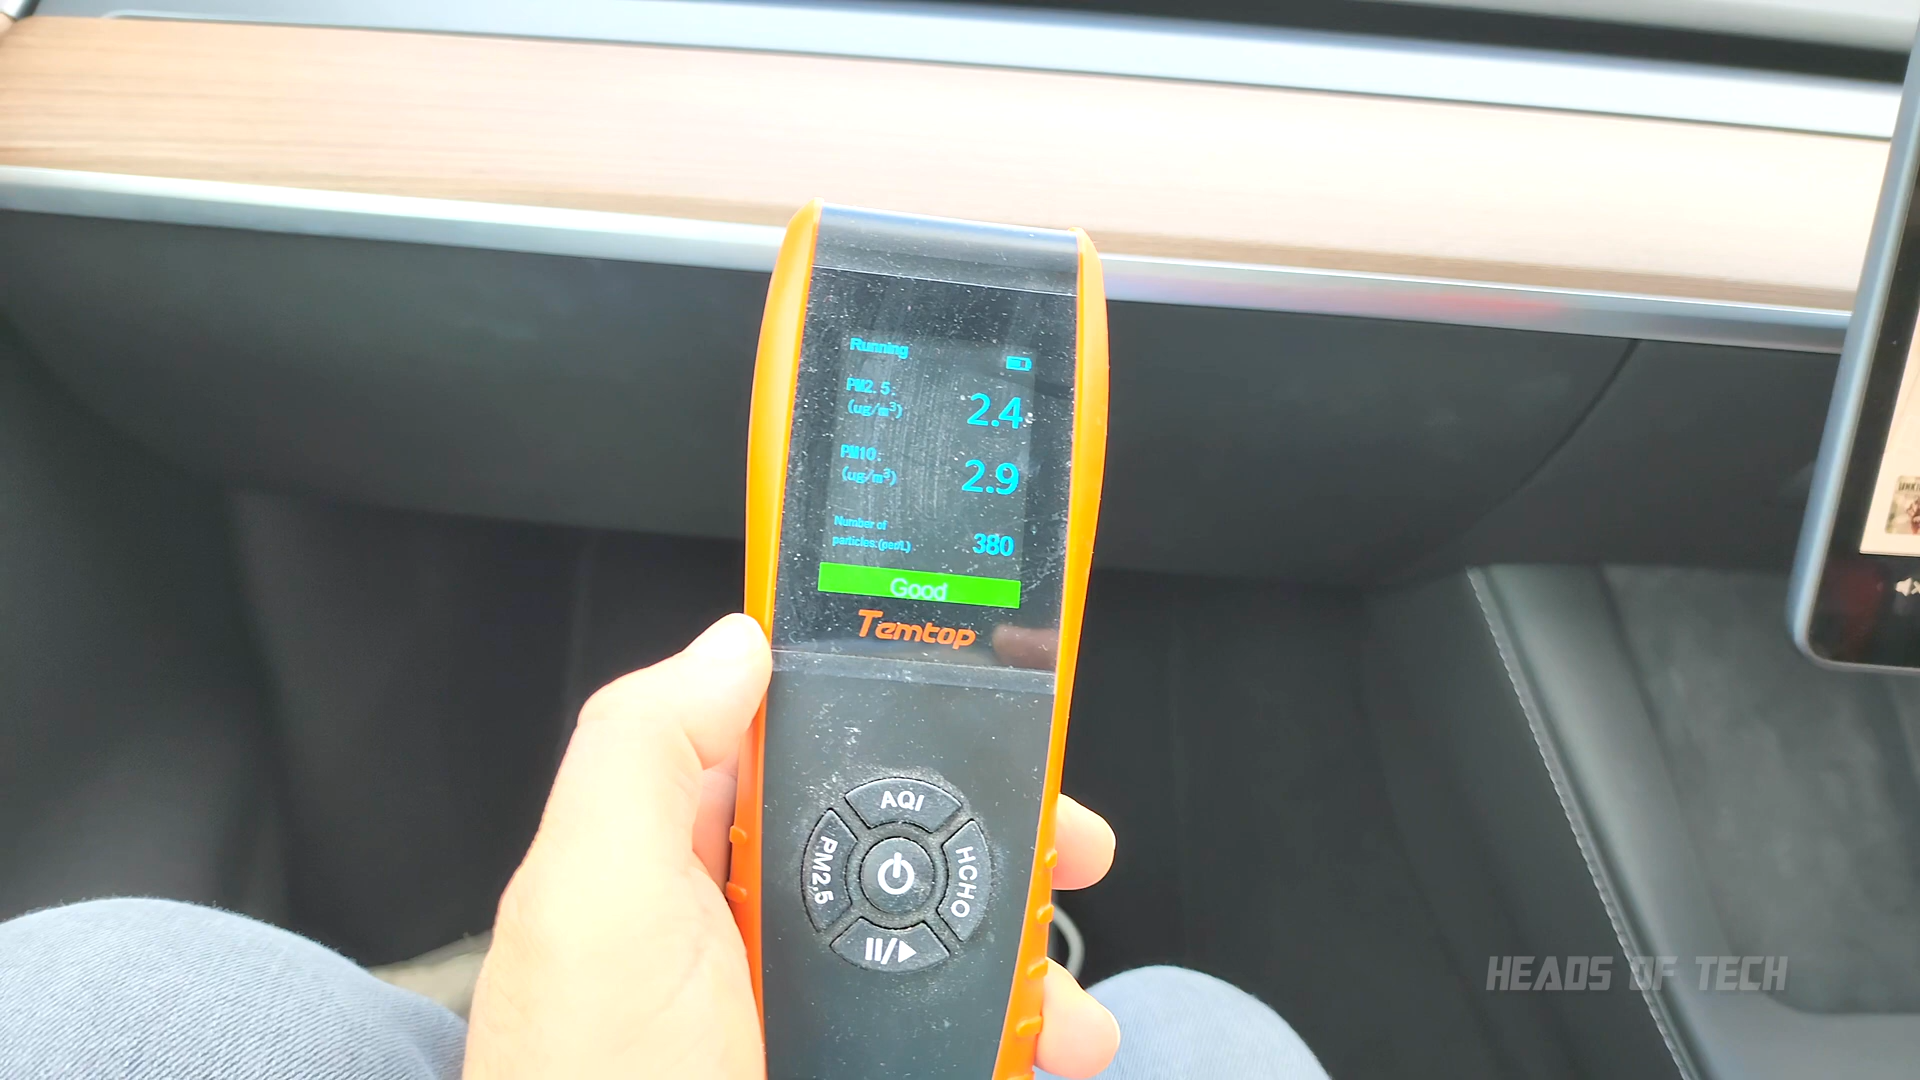 Running
PM2.5:
(ug/m³)
2.4
PM10:
(ug/m³)
2.9
Number of
particles:(per/L)
380
Good
Temtop
AQI
PM2.5
HCHO
HEADS OF TECH